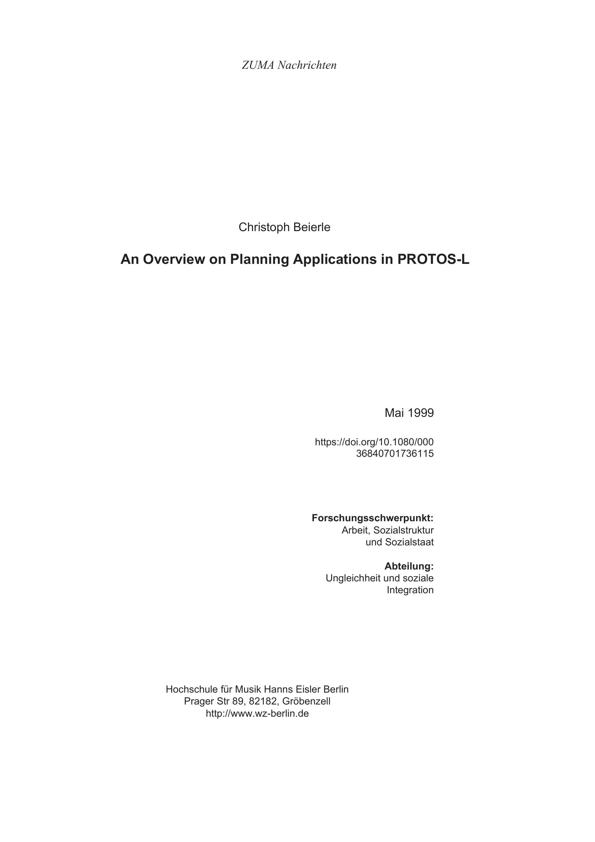 ZUMA Nachrichten
Christoph Beierle
An Overview on Planning Applications in PROTOS-L
Mai 1999
https://doi.org/10.1080/000
36840701736115
Forschungsschwerpunkt:
Arbeit, Sozialstruktur
und Sozialstaat
Abteilung:
Ungleichheit und soziale
Integration
Hochschule für Musik Hanns Eisler Berlin
Prager Str 89, 82182, Gröbenzell
http://www.wz-berlin.de